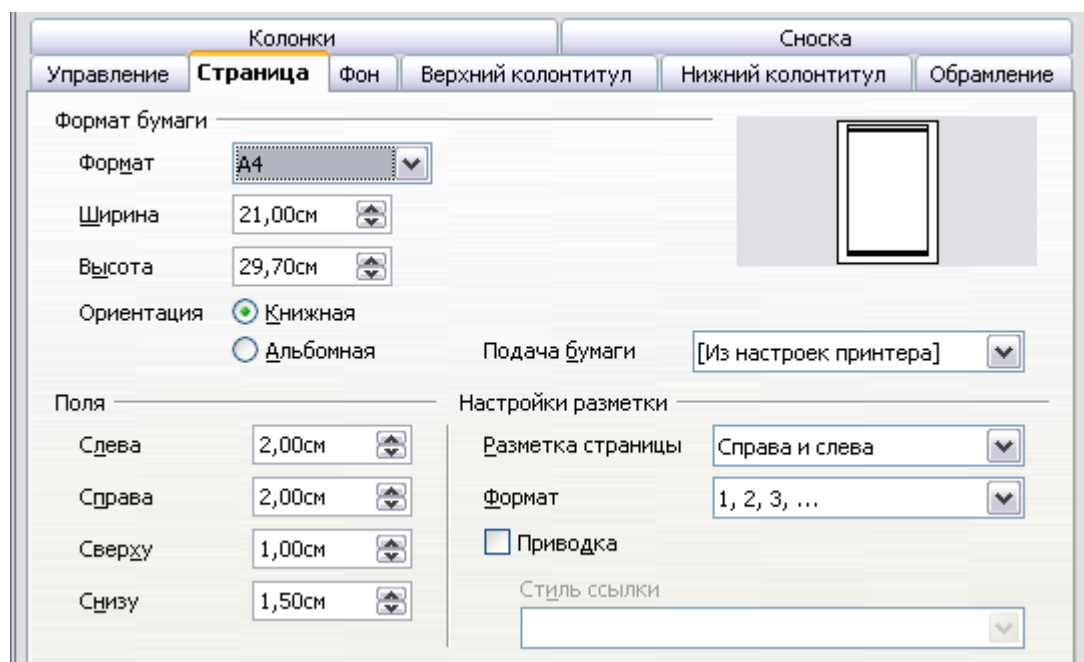 Колонки Сноска
Управление Страница Фон Верхний колонтитул Нижний колонтитул Обрамление
Формат бумаги
Формат A4
Ширина 21,00см
Высота 29,70см
Ориентация Книжная
Альбомная Подача бумаги [Из настроек принтера]
Поля Настройки разметки
Слева 2,00см Разметка страницы Справа и слева
Справа 2,00см Формат 1, 2, 3, ...
Сверху 1,00см Приводка
Снизу 1,50см Стиль ссылки